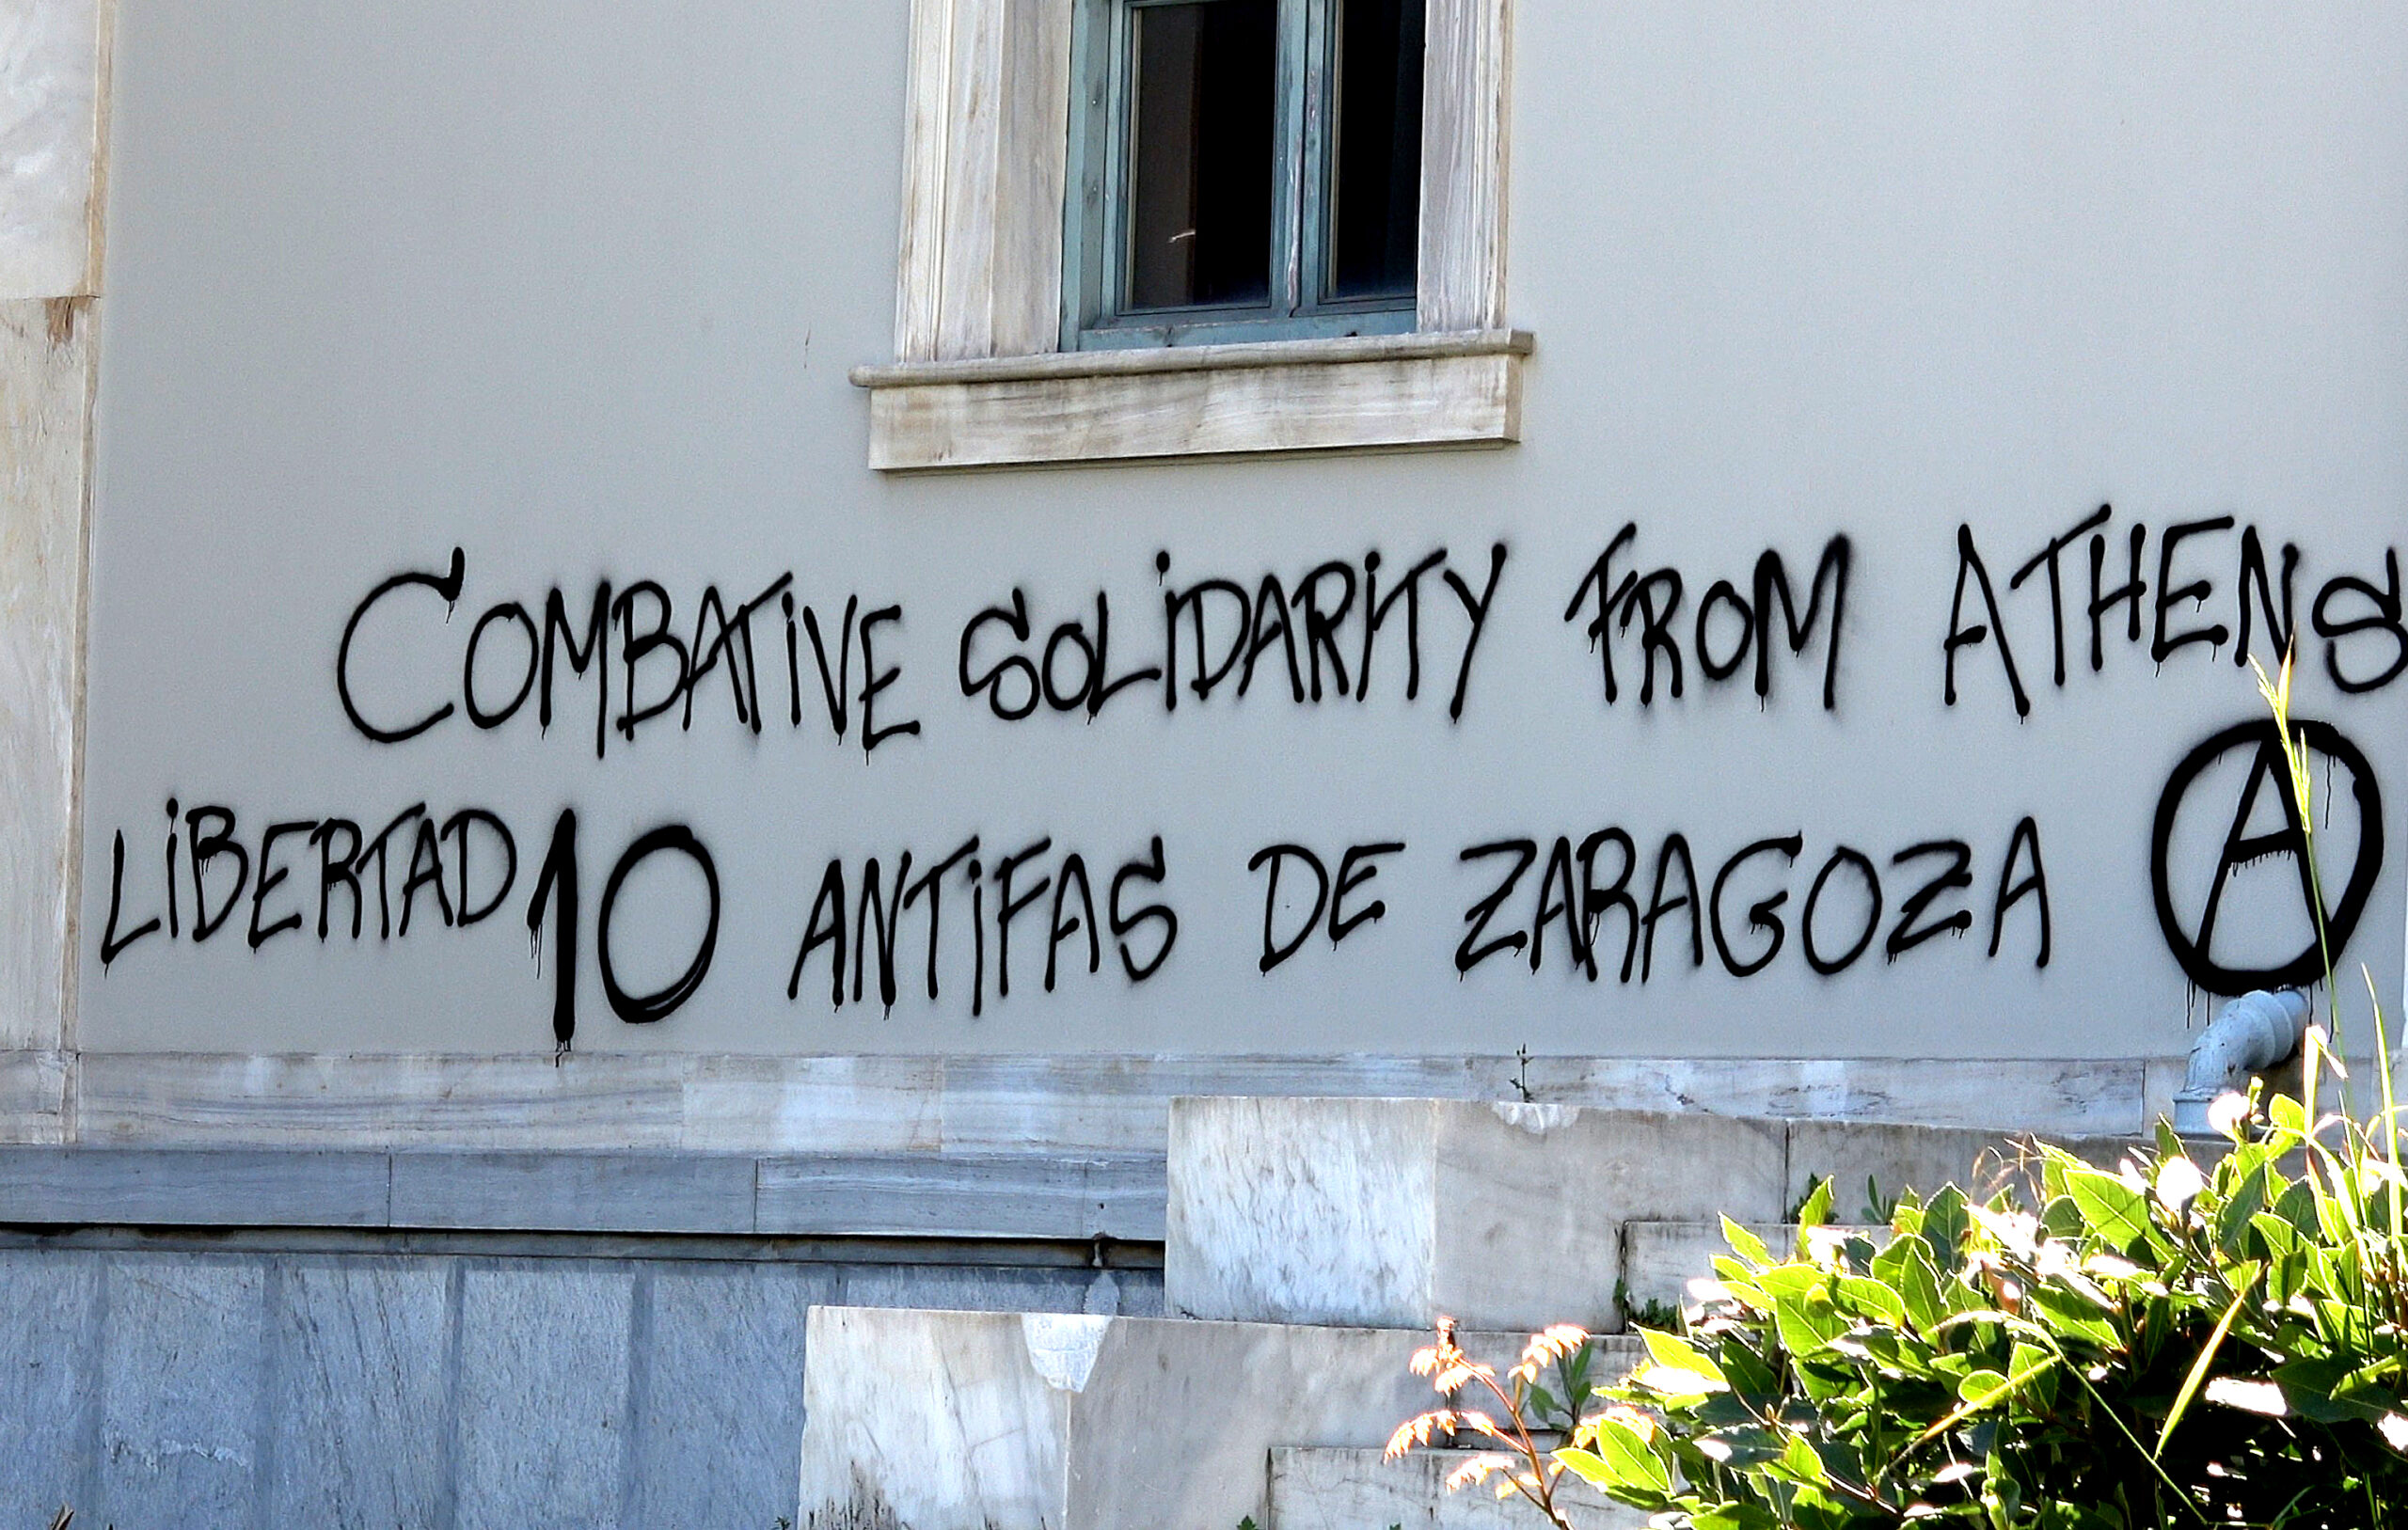 COMBATIVE SOLIDARITY FROM ATHENS
LIBERTAD 10 ANTIFAS DE ZARAGOZA Ⓐ